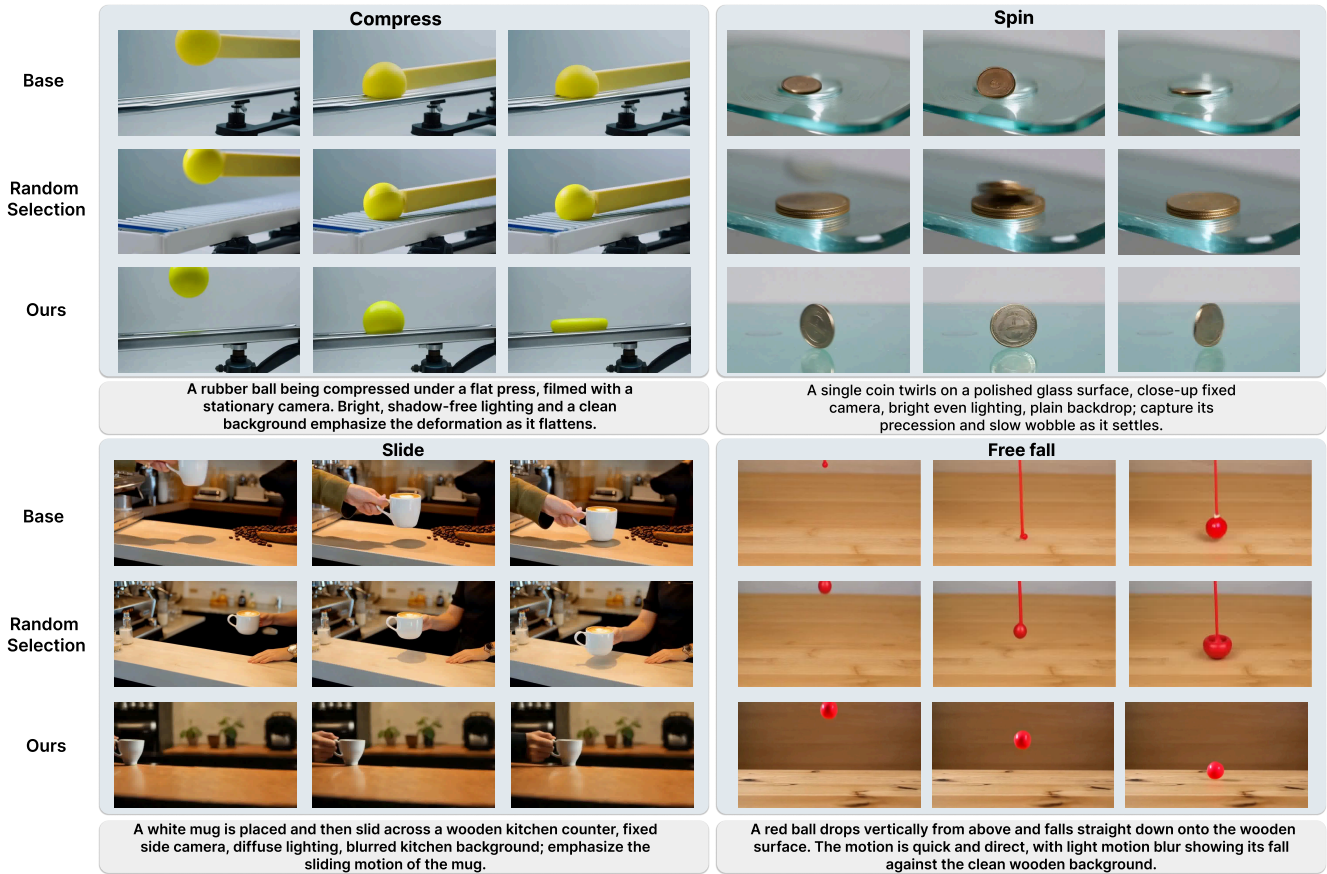 Compress
Spin
Base
Random
Selection
Ours
A rubber ball being compressed under a flat press, filmed with a
stationary camera. Bright, shadow-free lighting and a clean
background emphasize the deformation as it flattens.
A single coin twirls on a polished glass surface, close-up fixed
camera, bright even lighting, plain backdrop; capture its
precession and slow wobble as it settles.
Slide
Free fall
Base
Random
Selection
Ours
A white mug is placed and then slid across a wooden kitchen counter, fixed
side camera, diffuse lighting, blurred kitchen background; emphasize the
sliding motion of the mug.
A red ball drops vertically from above and falls straight down onto the wooden
surface. The motion is quick and direct, with light motion blur showing its fall
against the clean wooden background.